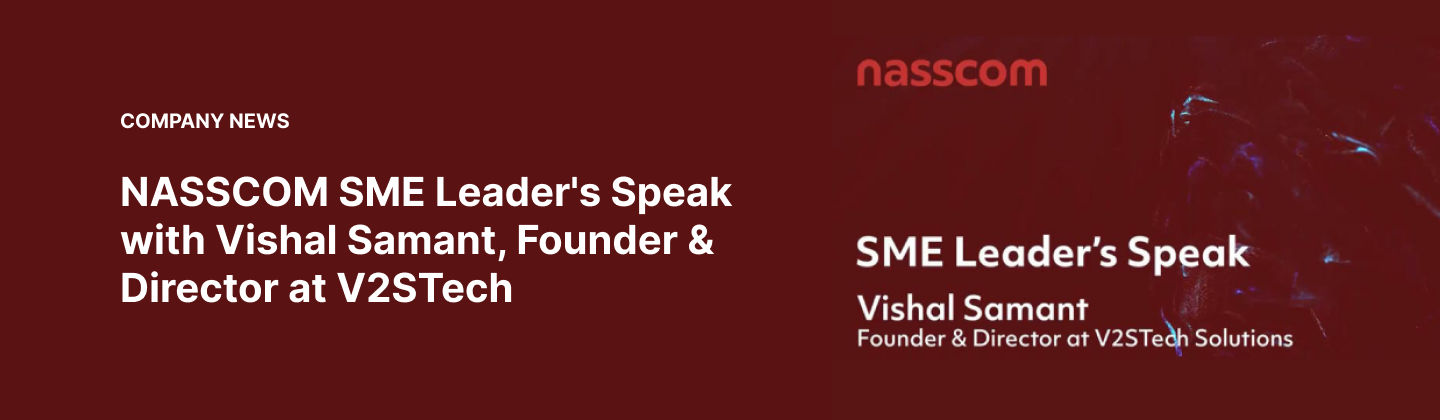 COMPANY NEWS
NASSCOM SME Leader's Speak
with Vishal Samant, Founder &
Director at V2STech
nasscom
SME Leader’s Speak
Vishal Samant
Founder & Director at V2STech Solutions